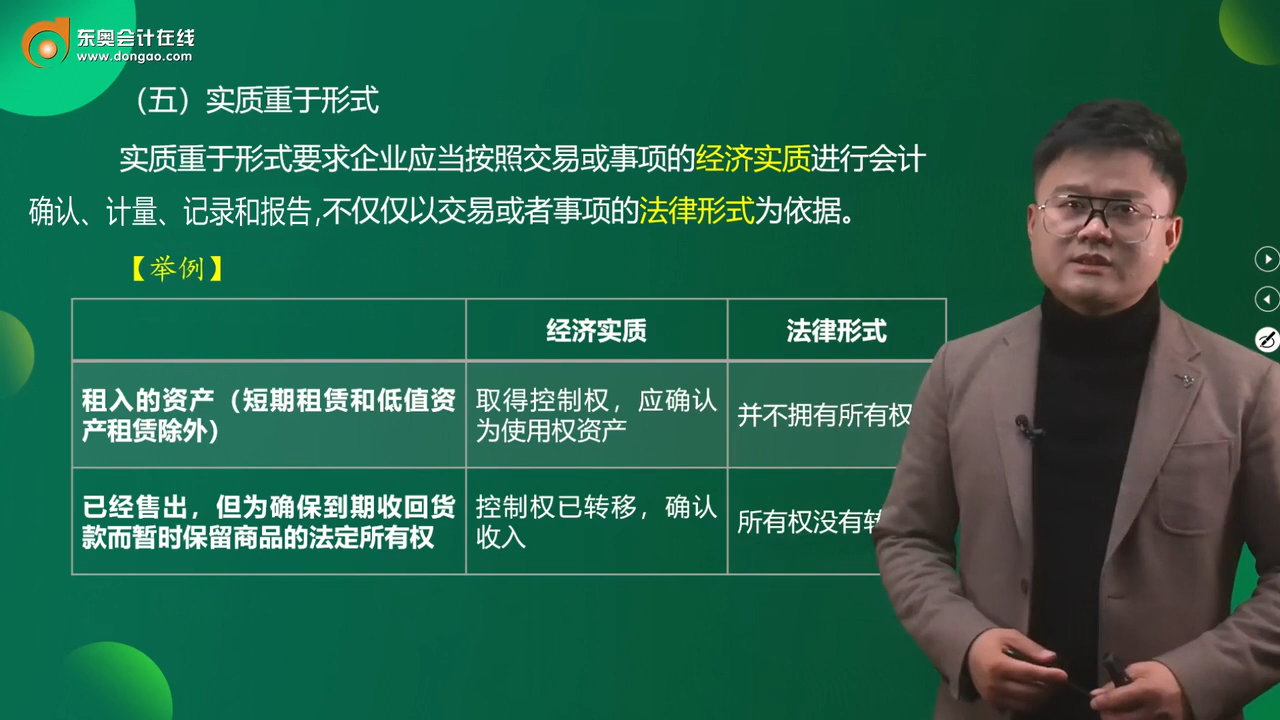 东奥会计在线
www.dongao.com
（五）实质重于形式
实质重于形式要求企业应当按照交易或事项的经济实质进行会计
确认、计量、记录和报告,不仅仅以交易或者事项的法律形式为依据。
【举例】
经济实质
法律形式
租入的资产（短期租赁和低值资
产租赁除外）
取得控制权，应确认
为使用权资产
并不拥有所有权
已经售出，但为确保到期收回货
款而暂时保留商品的法定所有权
控制权已转移，确认
收入
所有权没有转